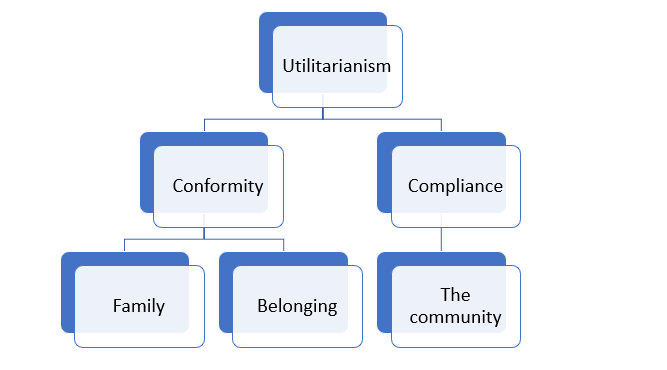 Utilitarianism
Conformity
Compliance
Family
Belonging
The
community